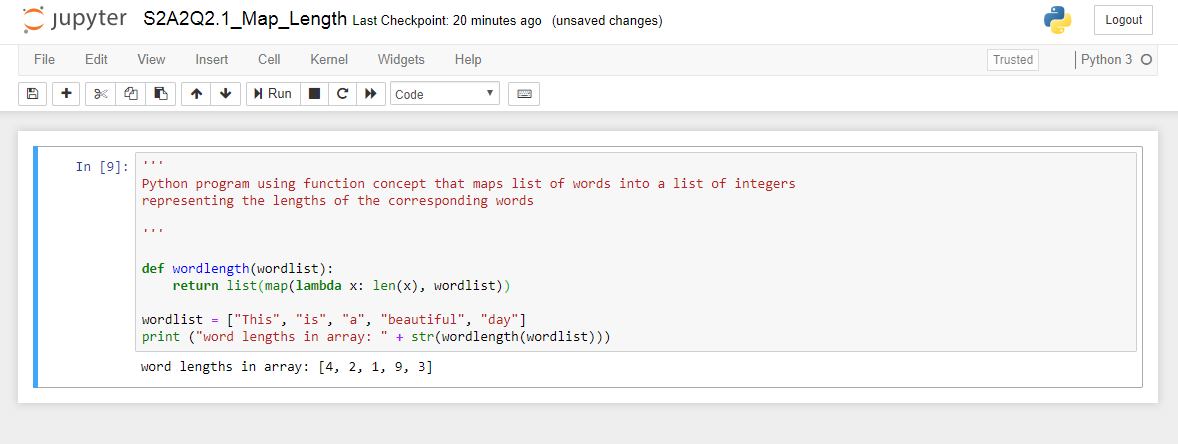 jupyter S2A2Q2.1_Map_Length Last Checkpoint: 20 minutes ago (unsaved changes) Logout
File Edit View Insert Cell Kernel Widgets Help Trusted Python 3
Run Code
In [9]: '''
Python program using function concept that maps list of words into a list of integers
representing the lengths of the corresponding words
'''
def wordlength(wordlist):
    return list(map(lambda x: len(x), wordlist))
wordlist = ["This", "is", "a", "beautiful", "day"]
print ("word lengths in array: " + str(wordlength(wordlist)))
word lengths in array: [4, 2, 1, 9, 3]